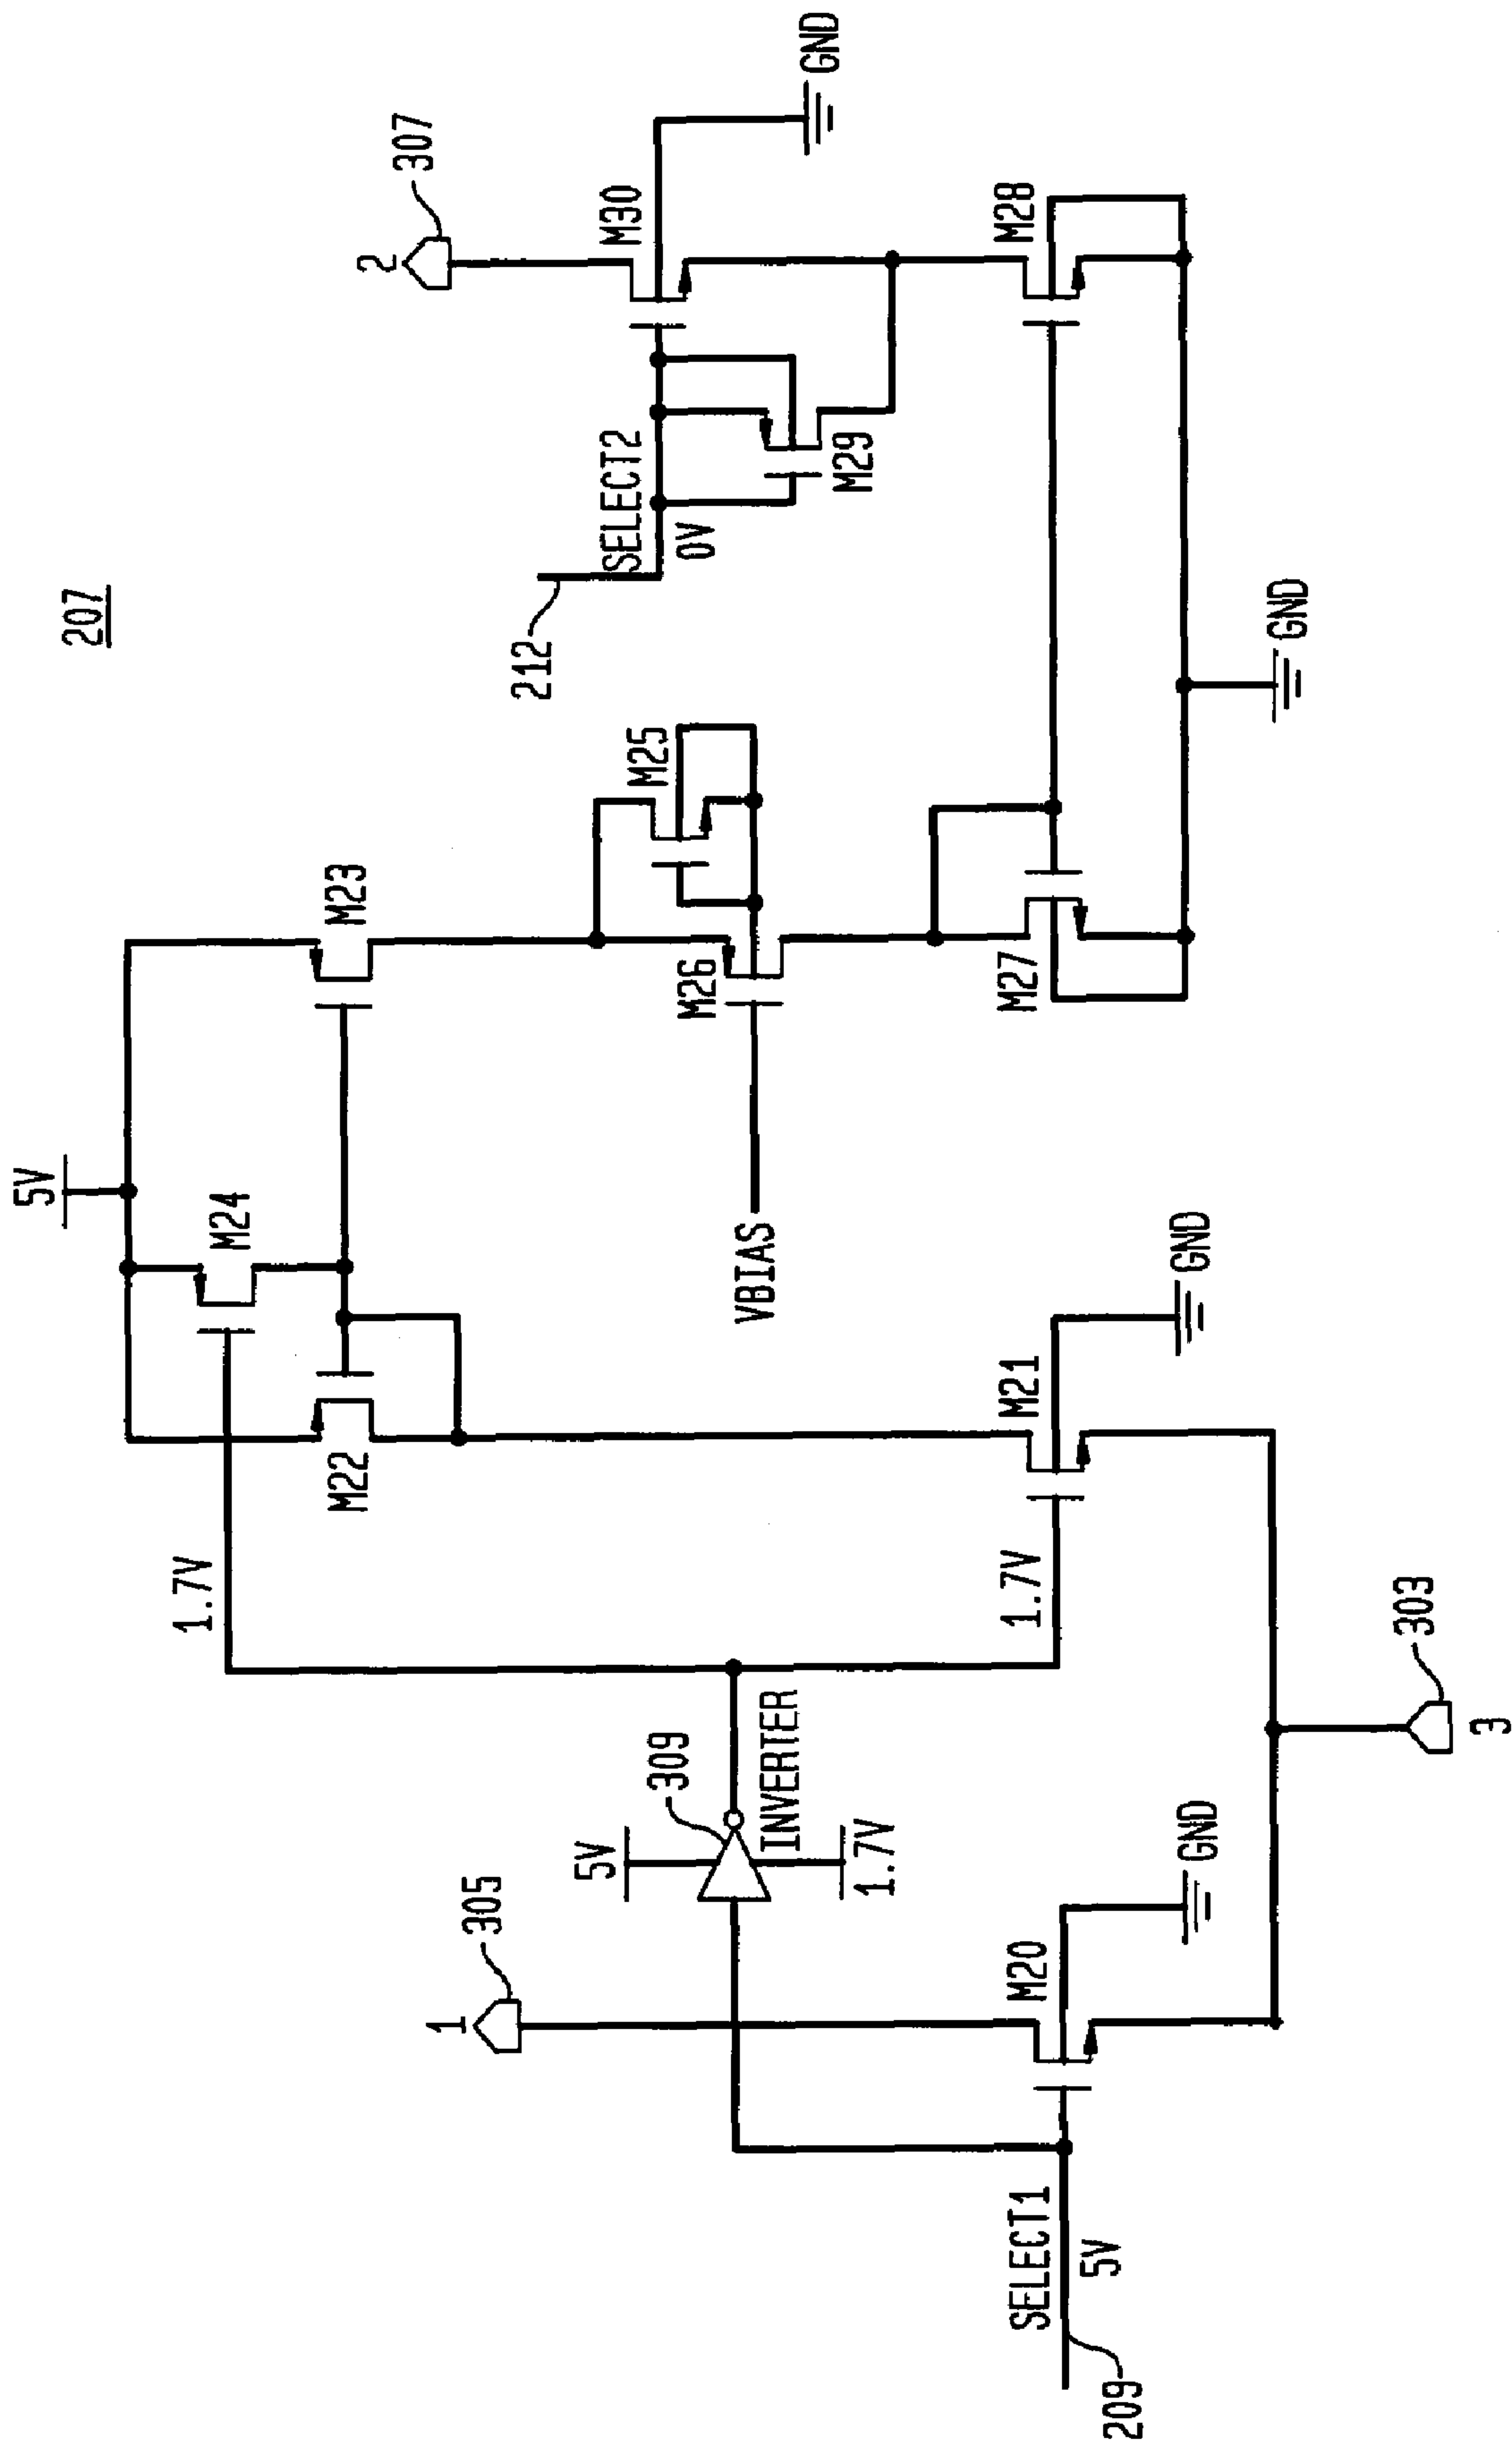 207
5V
M24
M22
M23
1.7V
1
305
5V
309
INVERTER
1.7V
VBIAS
M26
M25
212
SELECT2
0V
M29
2
307
M30
GND
SELECT1
5V
209
M20
GND
1.7V
M21
GND
M27
M28
GND
3
303